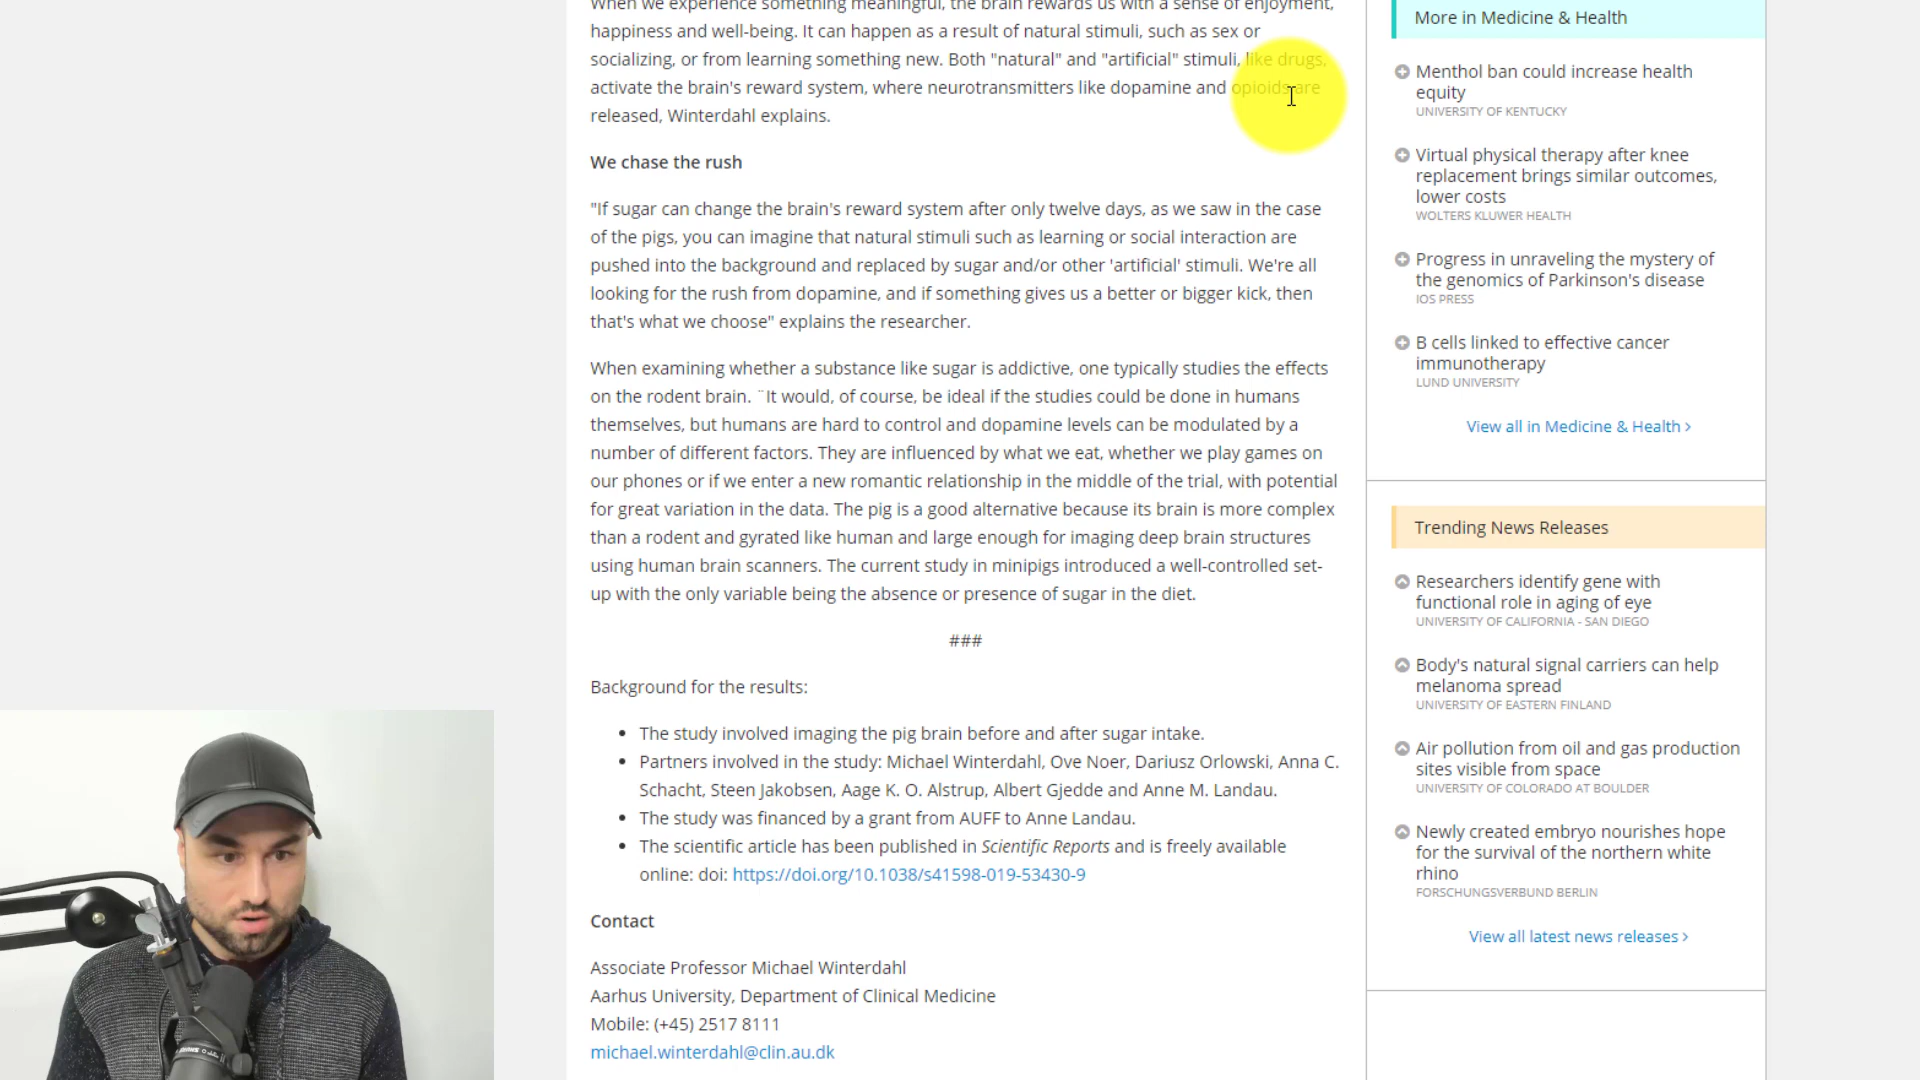 When we experience something meaningful, the brain rewards us with a sense of enjoyment,
happiness and well-being. It can happen as a result of natural stimuli, such as sex or
socializing, or from learning something new. Both "natural" and "artificial" stimuli, like drugs,
activate the brain's reward system, where neurotransmitters like dopamine and opioids are
released, Winterdahl explains.
We chase the rush
"If sugar can change the brain's reward system after only twelve days, as we saw in the case
of the pigs, you can imagine that natural stimuli such as learning or social interaction are
pushed into the background and replaced by sugar and/or other 'artificial' stimuli. We're all
looking for the rush from dopamine, and if something gives us a better or bigger kick, then
that's what we choose" explains the researcher.
When examining whether a substance like sugar is addictive, one typically studies the effects
on the rodent brain. ¨It would, of course, be ideal if the studies could be done in humans
themselves, but humans are hard to control and dopamine levels can be modulated by a
number of different factors. They are influenced by what we eat, whether we play games on
our phones or if we enter a new romantic relationship in the middle of the trial, with potential
for great variation in the data. The pig is a good alternative because its brain is more complex
than a rodent and gyrated like human and large enough for imaging deep brain structures
using human brain scanners. The current study in minipigs introduced a well-controlled set-
up with the only variable being the absence or presence of sugar in the diet.
###
Background for the results:
• The study involved imaging the pig brain before and after sugar intake.
• Partners involved in the study: Michael Winterdahl, Ove Noer, Dariusz Orlowski, Anna C.
Schacht, Steen Jakobsen, Aage K. O. Alstrup, Albert Gjedde and Anne M. Landau.
• The study was financed by a grant from AUFF to Anne Landau.
• The scientific article has been published in Scientific Reports and is freely available
online: doi: https://doi.org/10.1038/s41598-019-53430-9
Contact
Associate Professor Michael Winterdahl
Aarhus University, Department of Clinical Medicine
Mobile: (+45) 2517 8111
michael.winterdahl@clin.au.dk
More in Medicine & Health
Menthol ban could increase health
equity
UNIVERSITY OF KENTUCKY
Virtual physical therapy after knee
replacement brings similar outcomes,
lower costs
WOLTERS KLUWER HEALTH
Progress in unraveling the mystery of
the genomics of Parkinson's disease
IOS PRESS
B cells linked to effective cancer
immunotherapy
LUND UNIVERSITY
View all in Medicine & Health >
Trending News Releases
Researchers identify gene with
functional role in aging of eye
UNIVERSITY OF CALIFORNIA - SAN DIEGO
Body's natural signal carriers can help
melanoma spread
UNIVERSITY OF EASTERN FINLAND
Air pollution from oil and gas production
sites visible from space
UNIVERSITY OF COLORADO AT BOULDER
Newly created embryo nourishes hope
for the survival of the northern white
rhino
FORSCHUNGSVERBUND BERLIN
View all latest news releases >